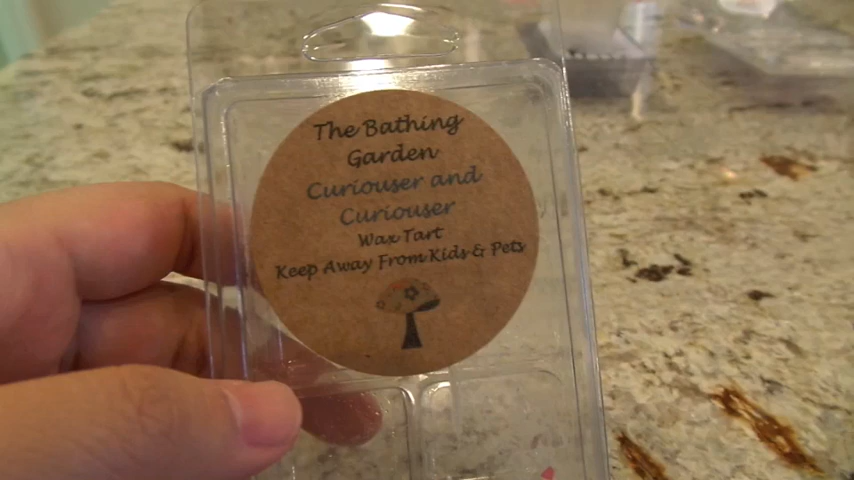 The Bathing
Garden
Curiouser and
Curiouser
Wax Tart
Keep Away From Kids & Pets